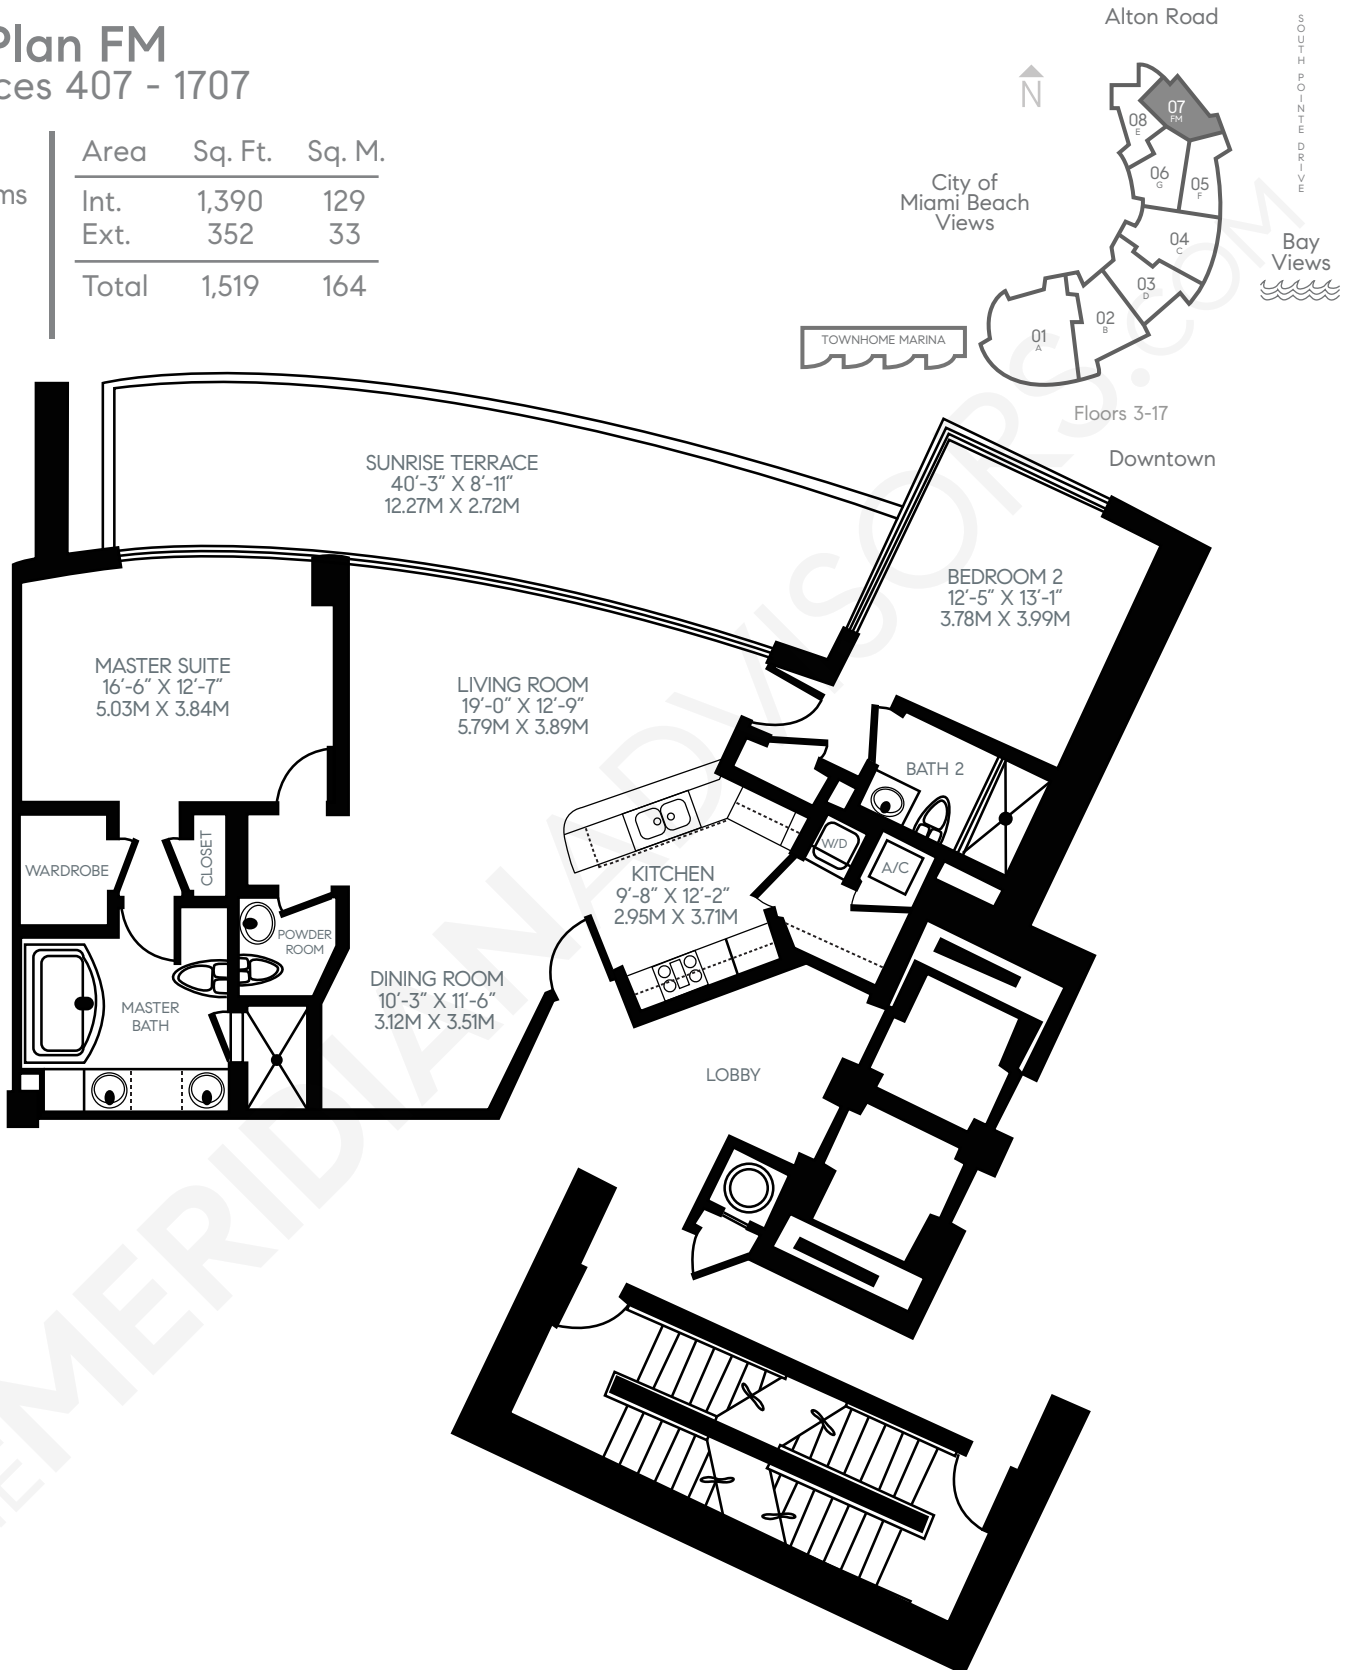 Plan FM
ces 407 - 1707
ms
Area Sq. Ft. Sq. M.
Int. 1,390 129
Ext. 352 33
Total 1,519 164
Alton Road
SOUTH POINTE DRIVE
N
07
FM
08
E
06
G
05
F
04
C
03
D
02
B
01
A
City of
Miami Beach
Views
Bay
Views
TOWNHOME MARINA
Floors 3-17
Downtown
SUNRISE TERRACE
40'-3" X 8'-11"
12.27M X 2.72M
BEDROOM 2
12'-5" X 13'-1"
3.78M X 3.99M
MASTER SUITE
16'-6" X 12'-7"
5.03M X 3.84M
LIVING ROOM
19'-0" X 12'-9"
5.79M X 3.89M
BATH 2
W/D
A/C
WARDROBE
CLOSET
KITCHEN
9'-8" X 12'-2"
2.95M X 3.71M
POWDER
ROOM
DINING ROOM
10'-3" X 11'-6"
3.12M X 3.51M
MASTER
BATH
LOBBY
HEMERIDIANADVISORS.COM